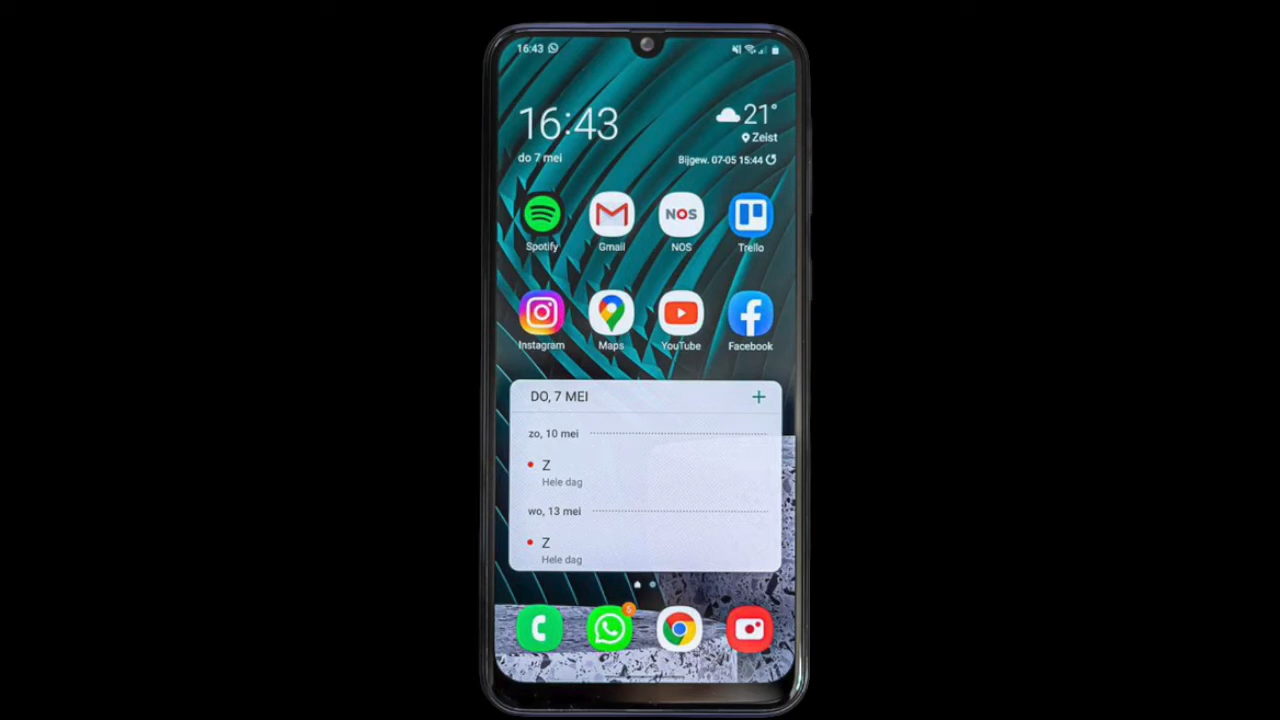 16:43
16:43
21°
Zeist
do 7 mei
Bijgew. 07-05 15:44
NOS
Spotify
Gmail
NOS
Trello
Instagram
Maps
YouTube
Facebook
DO, 7 MEI
+
zo, 10 mei
Z
Hele dag
wo, 13 mei
Z
Hele dag
5